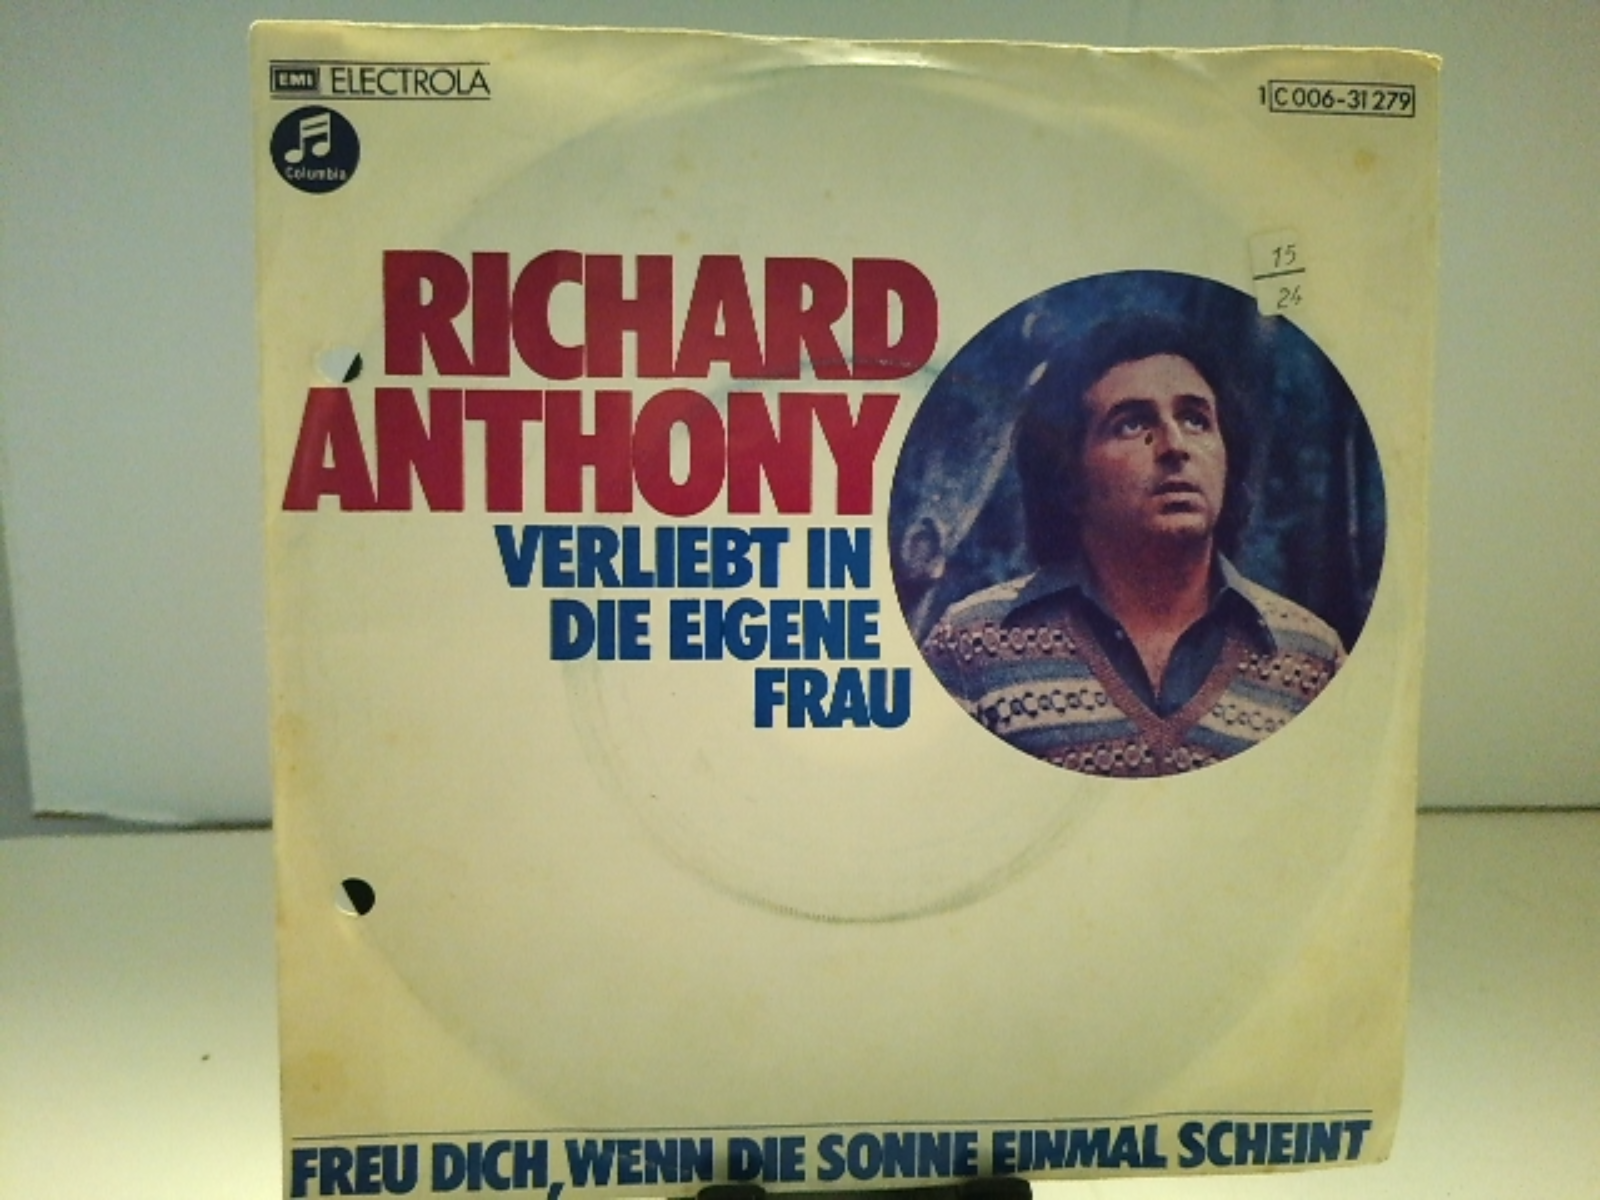 EMI ELECTROLA
1 C 006-31 279
Columbia
15
24
RICHARD
ANTHONY
VERLIEBT IN
DIE EIGENE
FRAU
FREU DICH, WENN DIE SONNE EINMAL SCHEINT